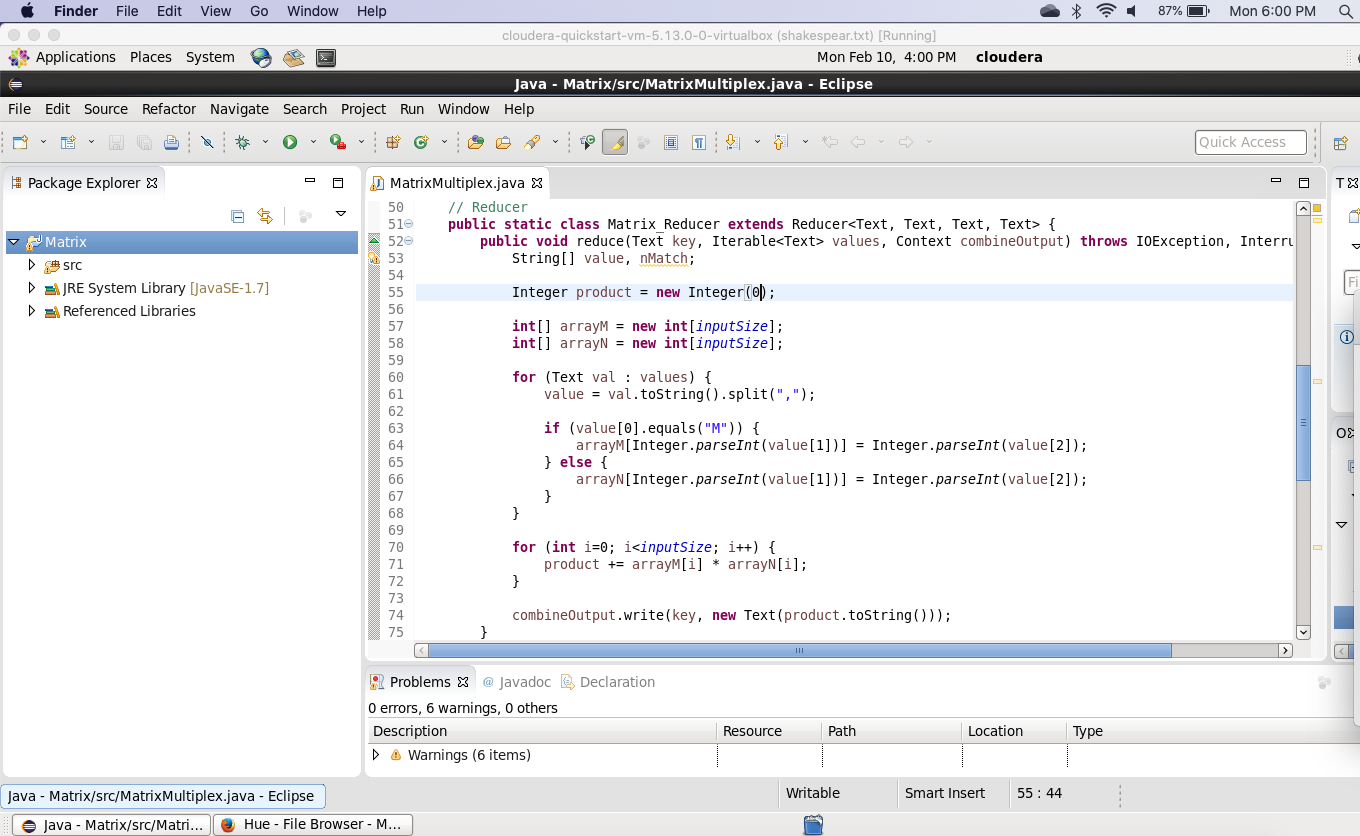 Finder File Edit View Go Window Help 87% Mon 6:00 PM
cloudera-quickstart-vm-5.13.0-0-virtualbox (shakespear.txt) [Running]
Applications Places System Mon Feb 10, 4:00 PM cloudera
Java - Matrix/src/MatrixMultiplex.java - Eclipse
File Edit Source Refactor Navigate Search Project Run Window Help
Quick Access
Package Explorer
Matrix
src
JRE System Library [JavaSE-1.7]
Referenced Libraries
MatrixMultiplex.java
50 // Reducer
51 public static class Matrix_Reducer extends Reducer<Text, Text, Text, Text> {
52 public void reduce(Text key, Iterable<Text> values, Context combineOutput) throws IOException, Interru
53 String[] value, nMatch;
54
55 Integer product = new Integer(0);
56
57 int[] arrayM = new int[inputSize];
58 int[] arrayN = new int[inputSize];
59
60 for (Text val : values) {
61 value = val.toString().split(",");
62
63 if (value[0].equals("M")) {
64 arrayM[Integer.parseInt(value[1])] = Integer.parseInt(value[2]);
65 } else {
66 arrayN[Integer.parseInt(value[1])] = Integer.parseInt(value[2]);
67 }
68 }
69
70 for (int i=0; i<inputSize; i++) {
71 product += arrayM[i] * arrayN[i];
72 }
73
74 combineOutput.write(key, new Text(product.toString()));
75 }
T
Fi
O
Problems @ Javadoc Declaration
0 errors, 6 warnings, 0 others
Description Resource Path Location Type
Warnings (6 items)
Java - Matrix/src/MatrixMultiplex.java - Eclipse
Writable Smart Insert 55 : 44
Java - Matrix/src/Matri... Hue - File Browser - M...